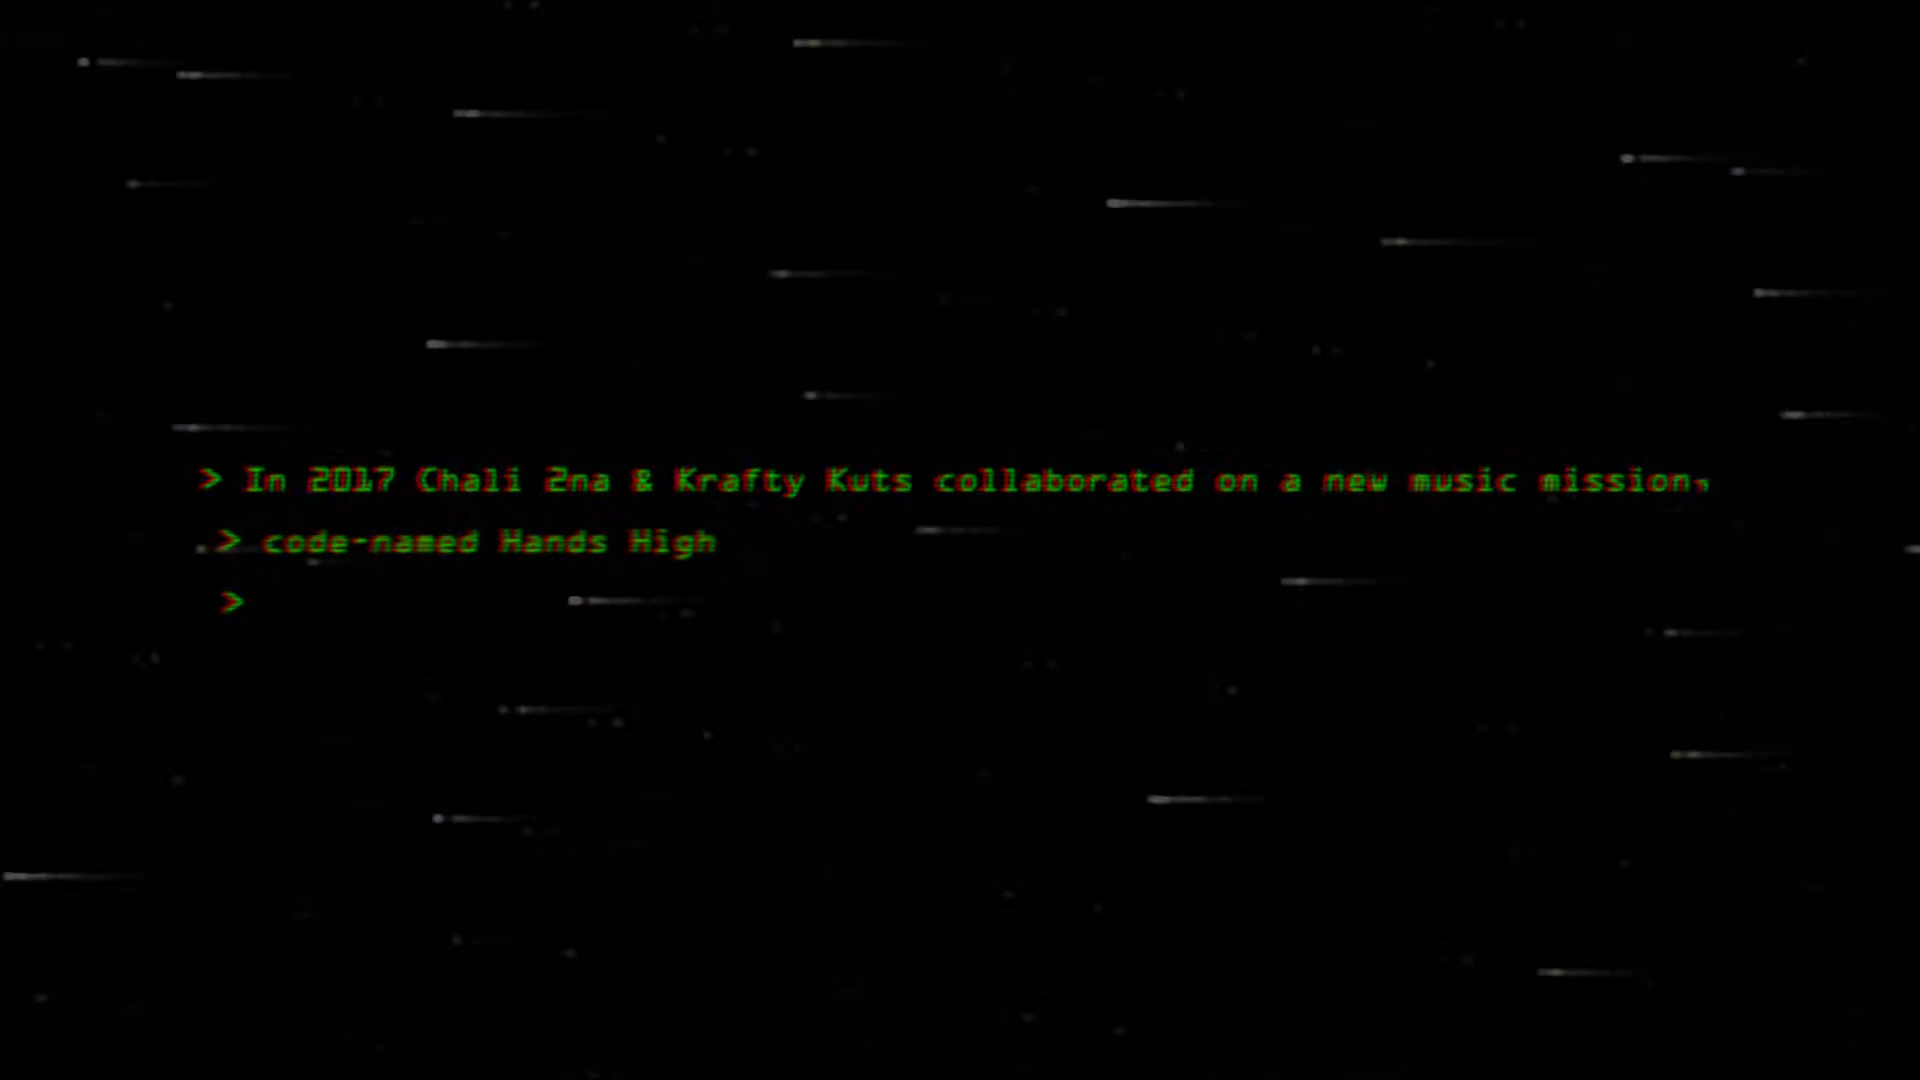 > In 2017 Chali 2na & Krafty Kuts collaborated on a new music mission,
> code-named Hands High
>